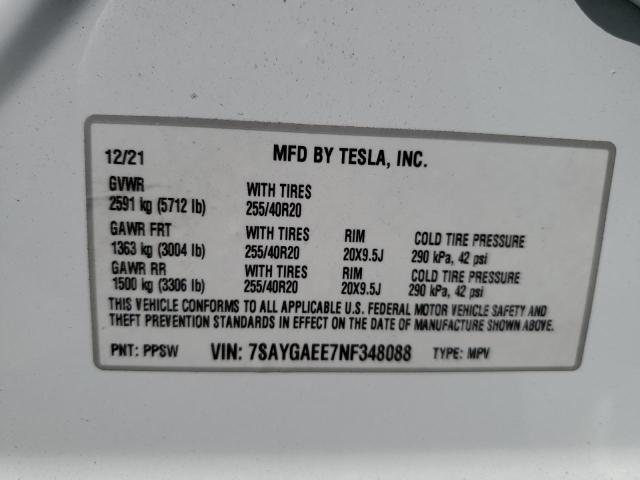 12/21 MFD BY TESLA, INC.
GVWR WITH TIRES
2591 kg (5712 lb) 255/40R20
GAWR FRT WITH TIRES RIM COLD TIRE PRESSURE
1363 kg (3004 lb) 255/40R20 20X9.5J 290 kPa, 42 psi
GAWR RR WITH TIRES RIM COLD TIRE PRESSURE
1500 kg (3306 lb) 255/40R20 20X9.5J 290 kPa, 42 psi
THIS VEHICLE CONFORMS TO ALL APPLICABLE U.S. FEDERAL MOTOR VEHICLE SAFETY AND
THEFT PREVENTION STANDARDS IN EFFECT ON THE DATE OF MANUFACTURE SHOWN ABOVE.
PNT: PPSW VIN: 7SAYGAEE7NF348088 TYPE: MPV